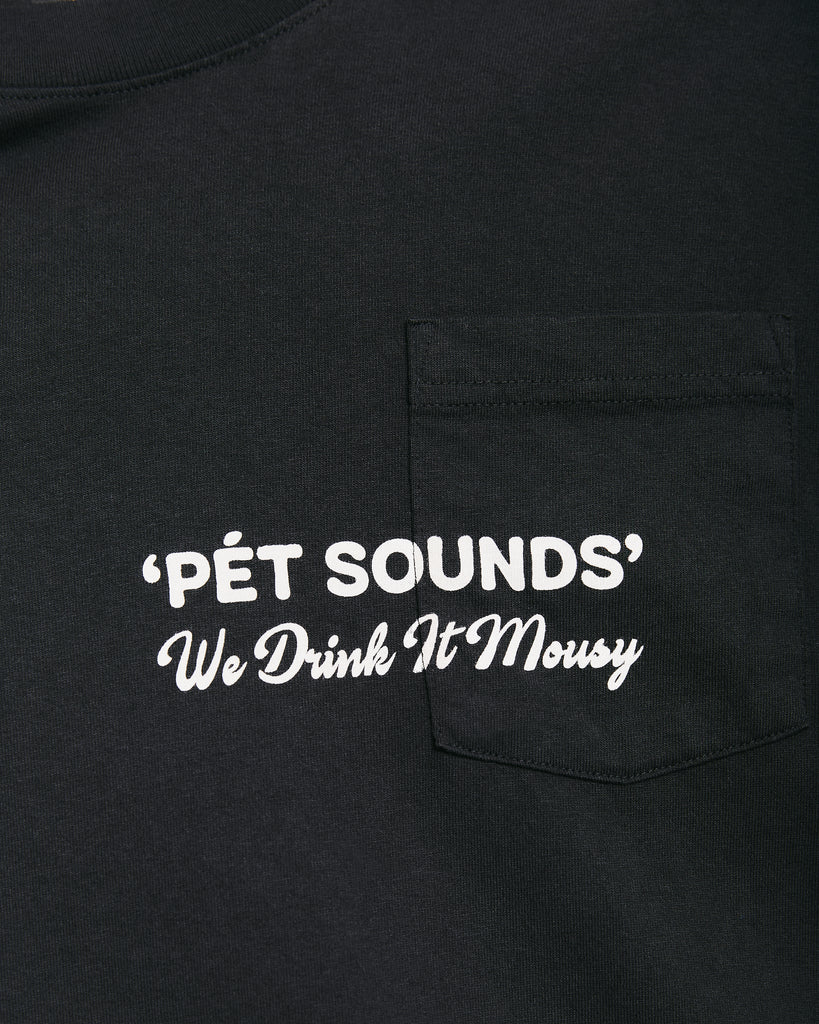 ‘PÉT SOUNDS’
We Drink It Mousy